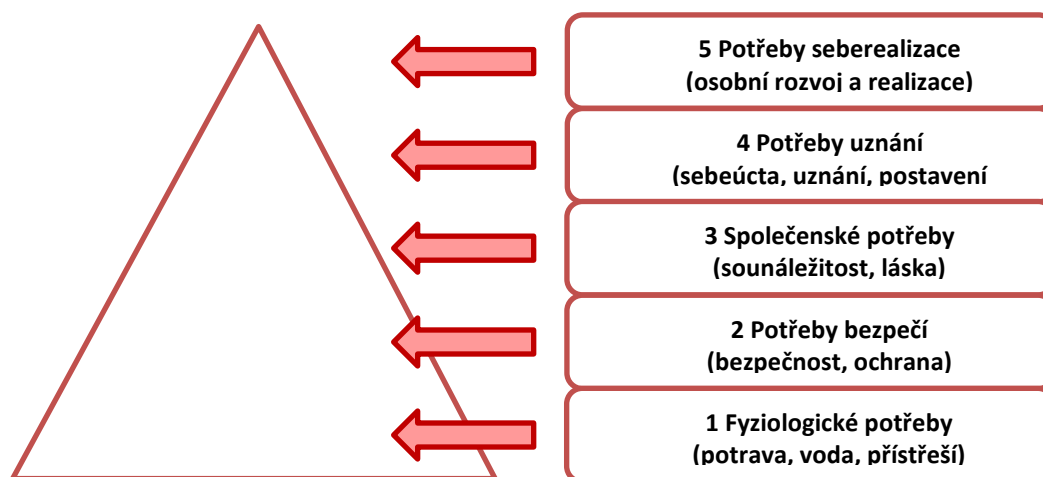 5 Potřeby seberealizace
(osobní rozvoj a realizace)
4 Potřeby uznání
(sebeúcta, uznání, postavení
3 Společenské potřeby
(sounáležitost, láska)
2 Potřeby bezpečí
(bezpečnost, ochrana)
1 Fyziologické potřeby
(potrava, voda, přístřeší)